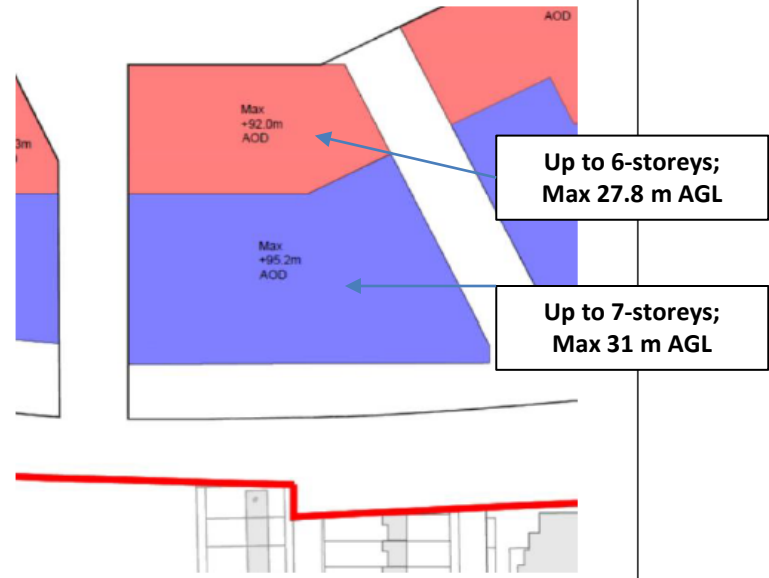 AOD
Max
+92.0m
AOD
3m
Up to 6-storeys;
Max 27.8 m AGL
Max
+95.2m
AOD
Up to 7-storeys;
Max 31 m AGL